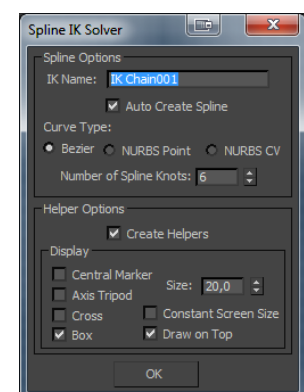 Spline IK Solver
Spline Options
IK Name: IK Chain001
Auto Create Spline
Curve Type:
Bezier NURBS Point NURBS CV
Number of Spline Knots: 6
Helper Options
Create Helpers
Display
Central Marker
Size: 20,0
Axis Tripod
Cross Constant Screen Size
Box Draw on Top
OK